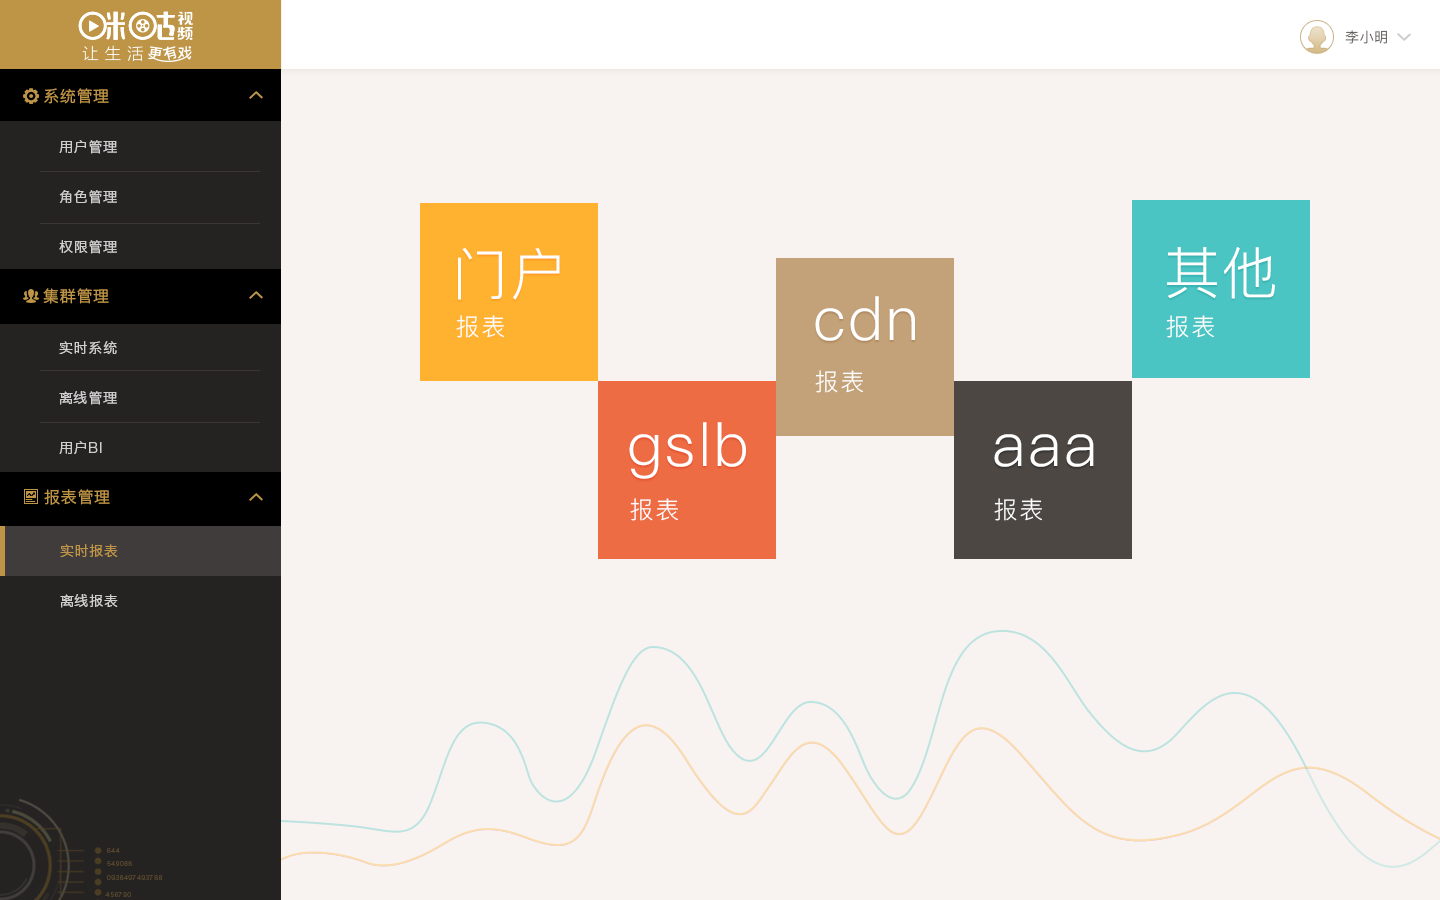 咪咕视频
让生活更有戏
李小明
系统管理
用户管理
角色管理
权限管理
集群管理
实时系统
离线管理
用户BI
报表管理
实时报表
离线报表
门户
报表
gslb
报表
cdn
报表
aaa
报表
其他
报表